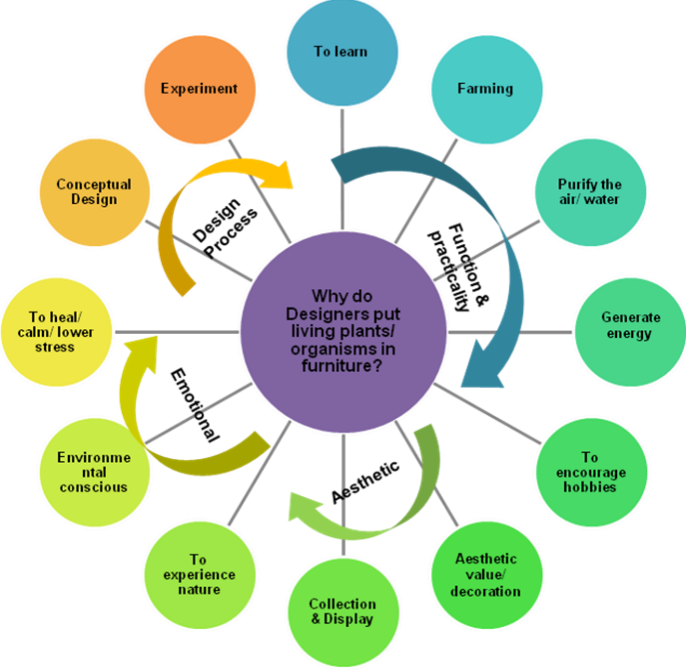 To learn
Farming
Purify the
air/ water
Generate
energy
To
encourage
hobbies
Aesthetic
value/
decoration
Collection
& Display
To
experience
nature
Environme
ntal
conscious
To heal/
calm/ lower
stress
Conceptual
Design
Experiment
Design
Process
Function &
practicality
Aesthetic
Emotional
Why do
Designers put
living plants/
organisms in
furniture?